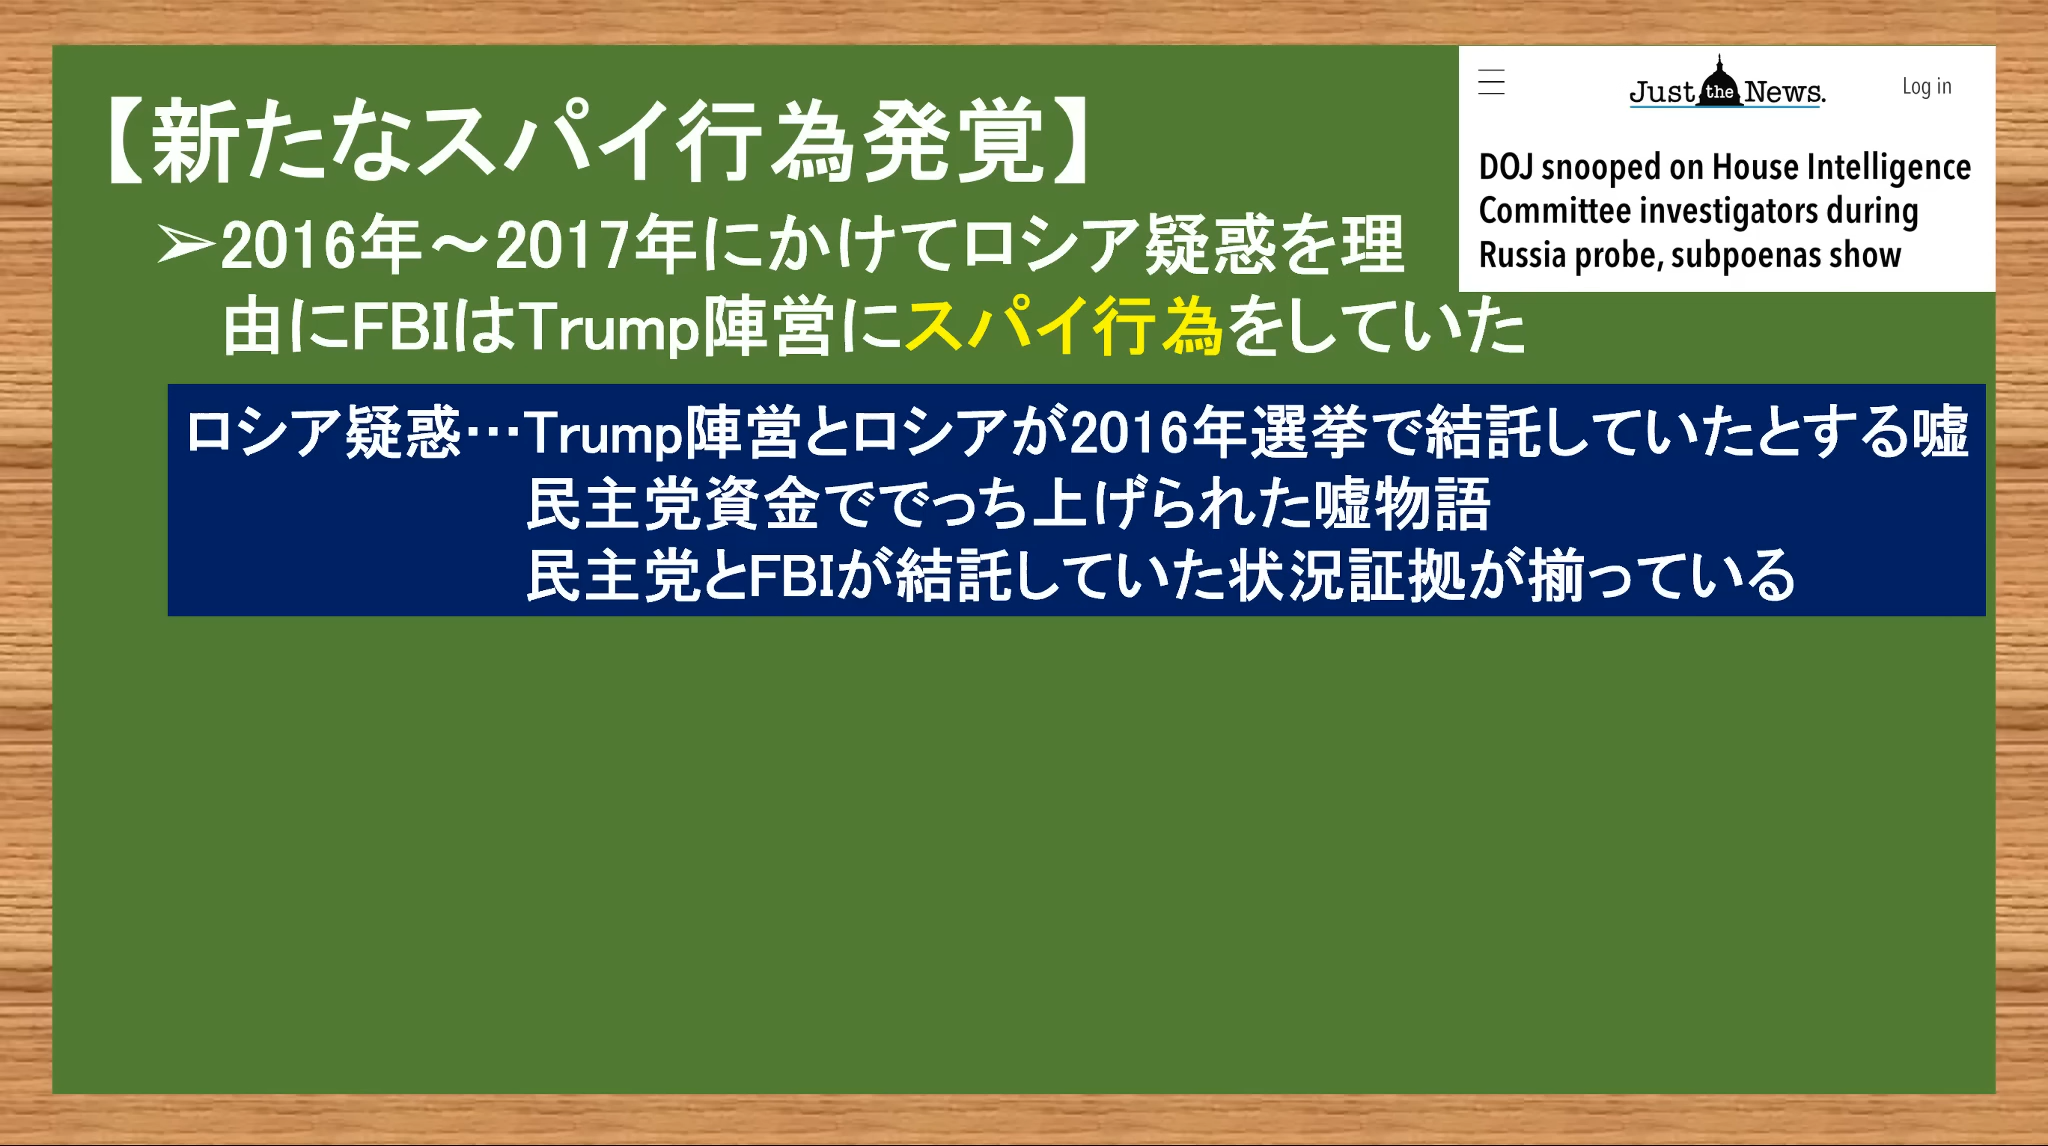 【新たなスパイ行為発覚】
➢2016年～2017年にかけてロシア疑惑を理
由にFBIはTrump陣営にスパイ行為をしていた
Just the News.
Log in
DOJ snooped on House Intelligence
Committee investigators during
Russia probe, subpoenas show
ロシア疑惑…Trump陣営とロシアが2016年選挙で結託していたとする嘘
民主党資金ででっち上げられた嘘物語
民主党とFBIが結託していた状況証拠が揃っている